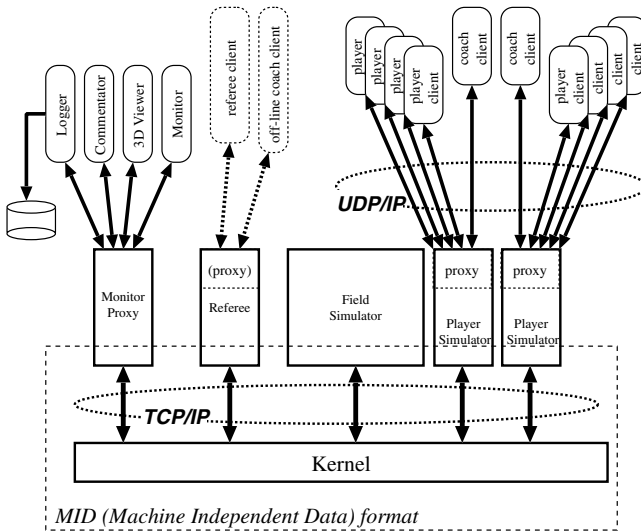 Logger
Commentator
3D Viewer
Monitor
referee client
off-line coach client
player
player
player
player
client
coach
client
coach
client
player
client
client
client
client
UDP/IP
Monitor
Proxy
(proxy)
Referee
Field
Simulator
proxy
Player
Simulator
proxy
Player
Simulator
TCP/IP
Kernel
MID (Machine Independent Data) format